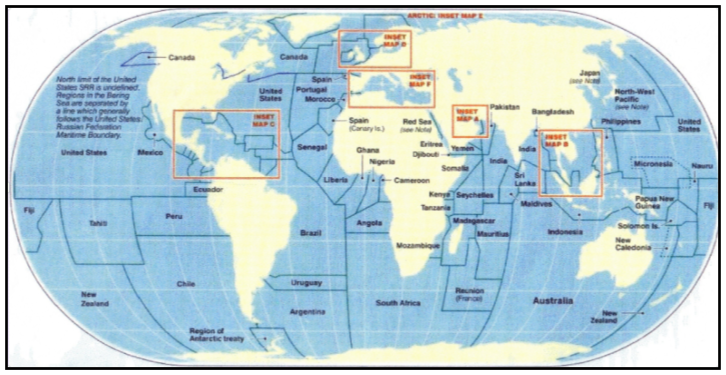 ARCTIC: INSET MAP E
INSET
MAP D
Canada
Canada
North limit of the United
States SRR is undefined.
Regions in the Bering
Sea are separated by
a line which generally
follows the United States
Russian Federation
Maritime Boundary.
Spain
Portugal
Morocco
INSET
MAP F
Japan
(see Note)
North-West
Pacific
(see Note)
United
States
INSET
MAP C
INSET
MAP A
Pakistan
Bangladesh
Philippines
Spain
(Canary Is.)
Red Sea
(see Note)
United
States
United States
Mexico
Senegal
Ghana
Nigeria
Eritrea
Djibouti
Yemen
India
India
INSET
MAP B
Somalia
Micronesia
Nauru
Liberia
Cameroon
Sri
Lanka
Ecuador
Kenya
Seychelles
Maldives
Papua New
Guinea
Tanzania
Fiji
Fiji
Tahiti
Peru
Brazil
Angola
Madagascar
Mauritius
Indonesia
Solomon Is.
Mozambique
New
Caledonia
Chile
Uruguay
New
Zealand
Argentina
South Africa
Reunion
(France)
Australia
New
Zealand
Region of
Antarctic treaty